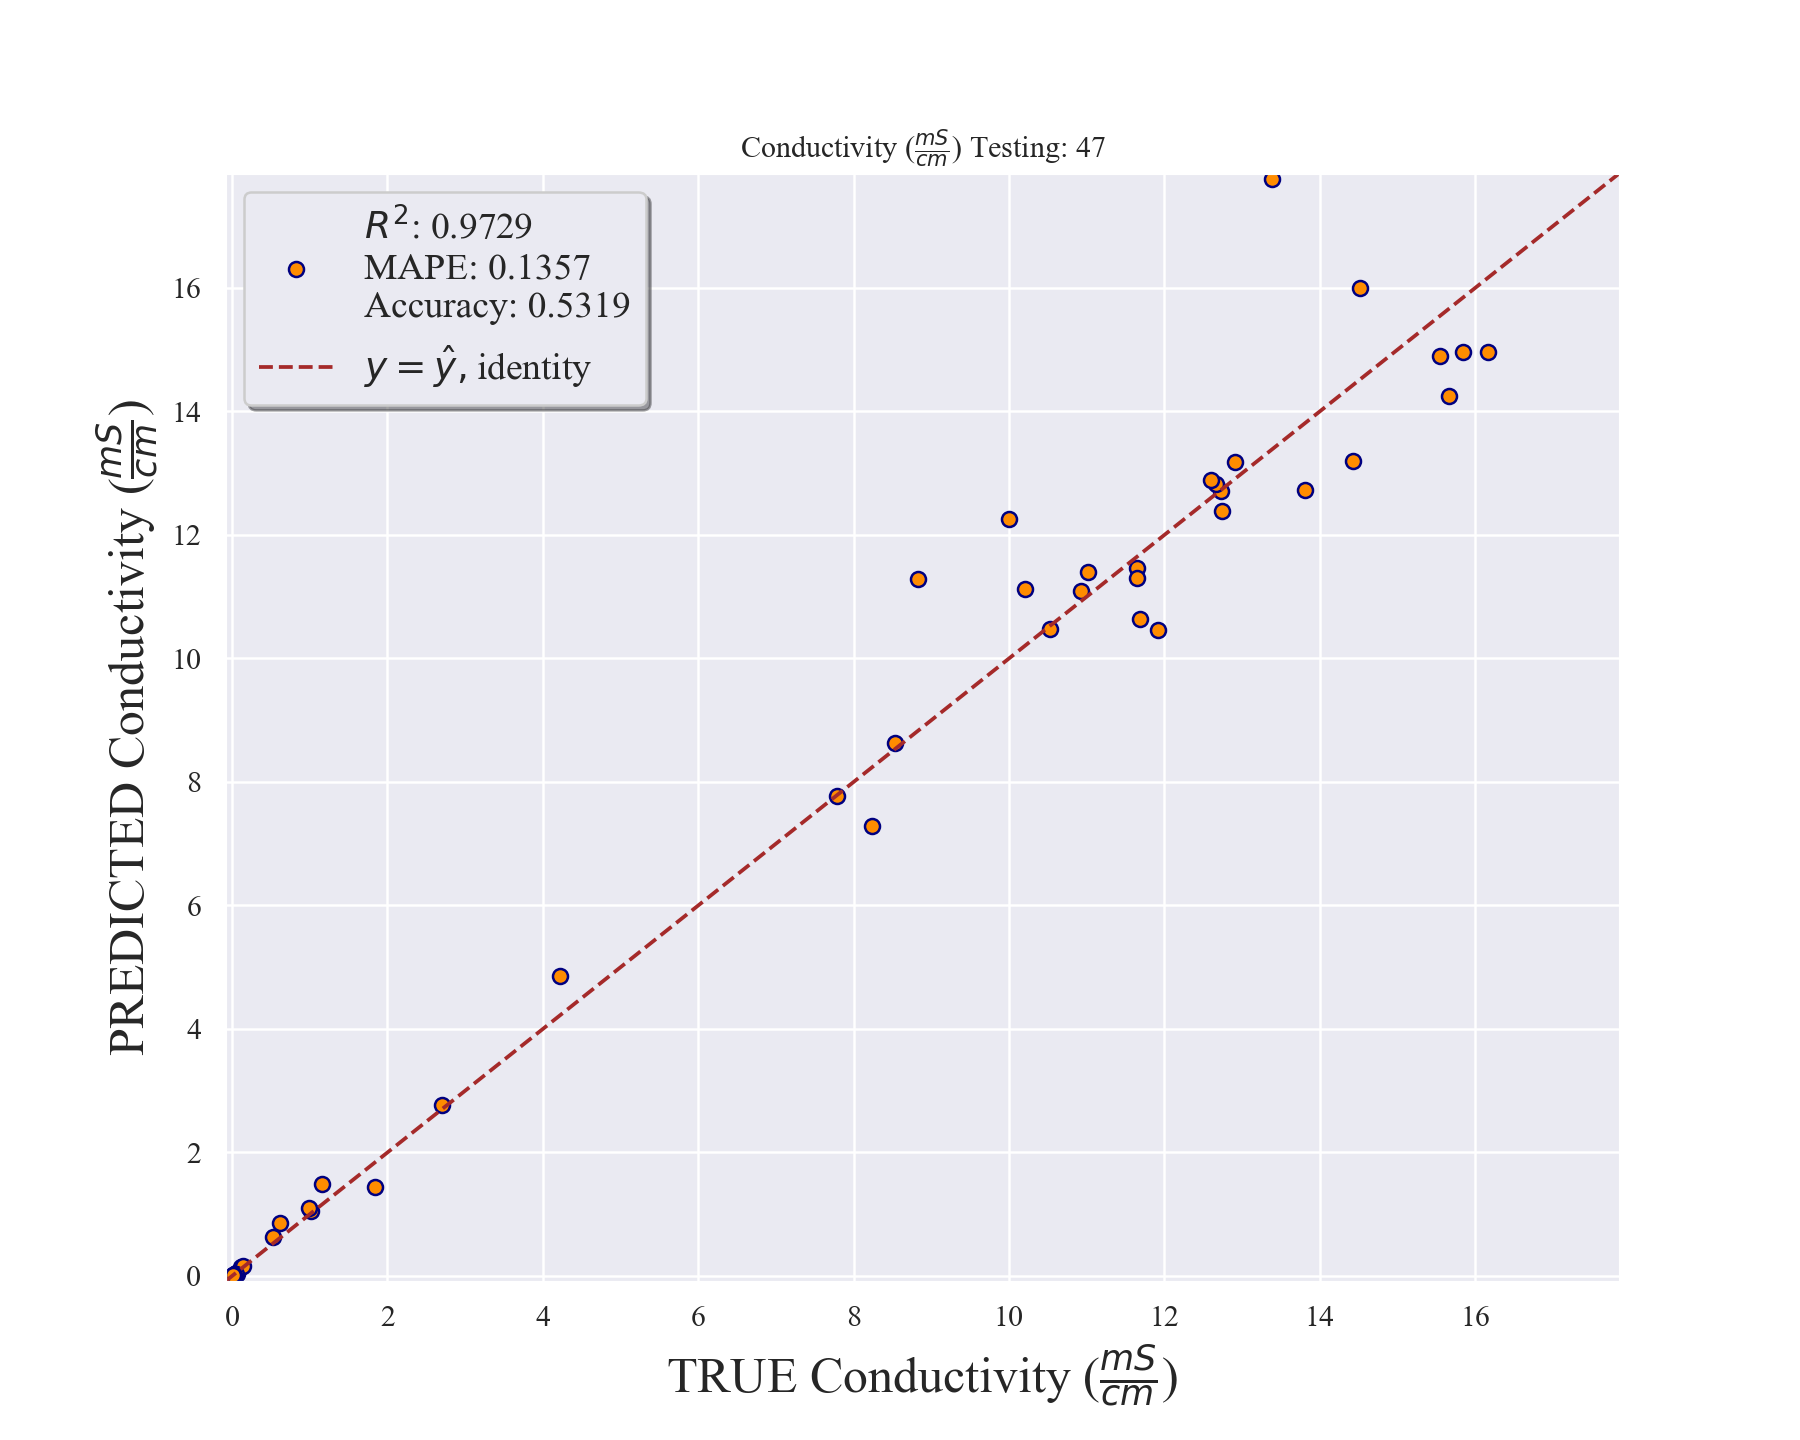 Conductivity (mS/cm) Testing: 47
R²: 0.9729
MAPE: 0.1357
Accuracy: 0.5319
y = ŷ, identity
PREDICTED Conductivity (mS/cm)
16
14
12
10
8
6
4
2
0
0 2 4 6 8 10 12 14 16
TRUE Conductivity (mS/cm)